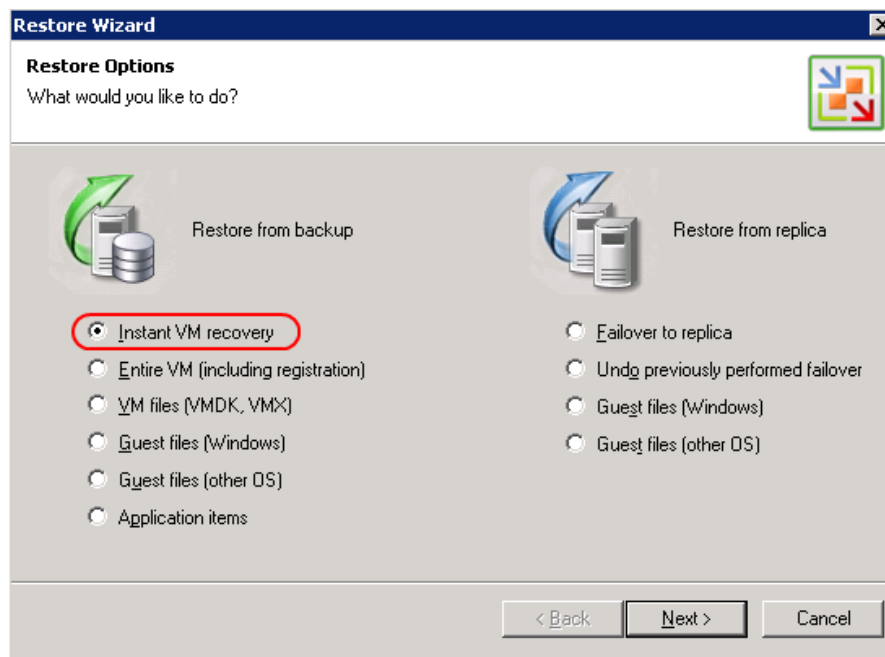 Restore Wizard
Restore Options
What would you like to do?
Restore from backup
Instant VM recovery
Entire VM (including registration)
VM files (VMDK, VMX)
Guest files (Windows)
Guest files (other OS)
Application items
Restore from replica
Failover to replica
Undo previously performed failover
Guest files (Windows)
Guest files (other OS)
< Back
Next >
Cancel